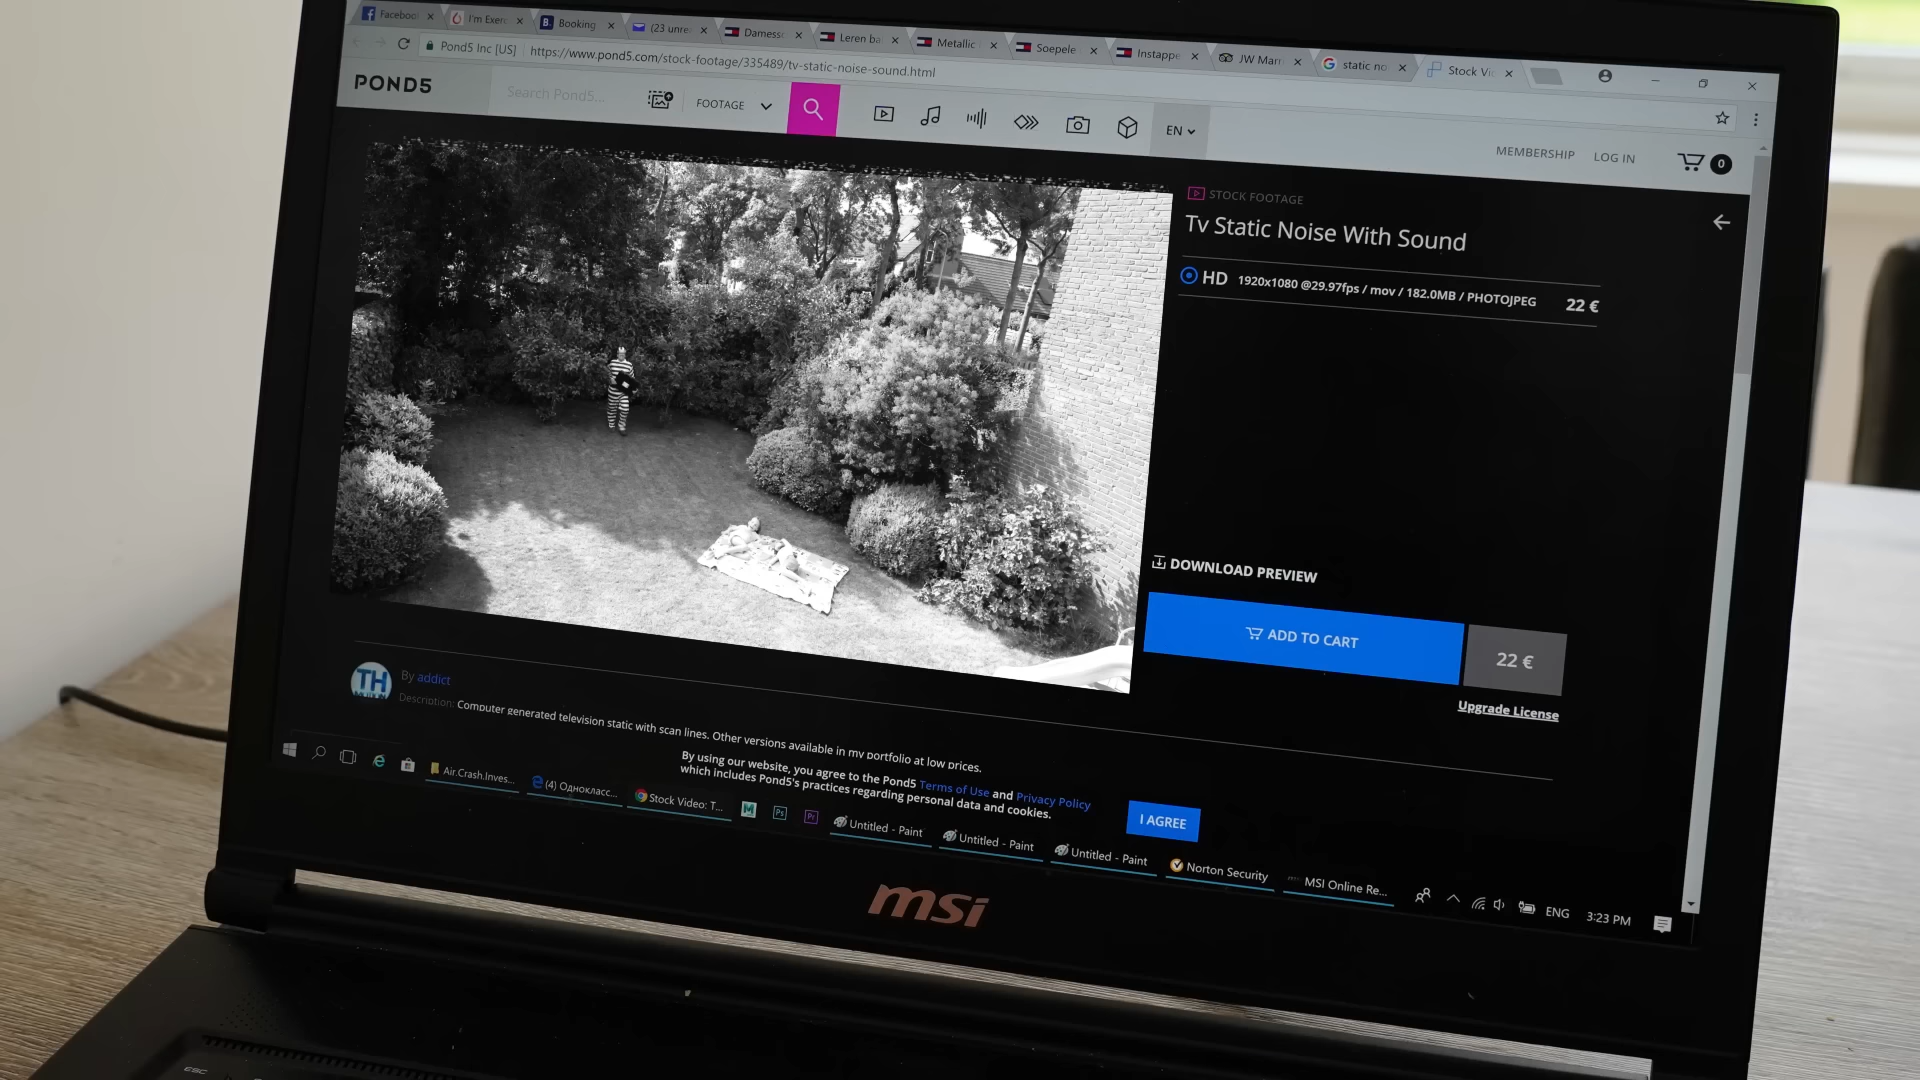 Faceboo
I'm Exerc
Booking
(23 unre
Damess
Leren ba
Metallic
Soepele
Instappe
JW Marr
static no
Stock Vi
Pond5 Inc [US]
https://www.pond5.com/stock-footage/335489/tv-static-noise-sound.html
POND5
Search Pond5...
FOOTAGE
EN
MEMBERSHIP
LOG IN
0
STOCK FOOTAGE
Tv Static Noise With Sound
HD 1920x1080 @29.97fps / mov / 182.0MB / PHOTOJPEG 22 €
DOWNLOAD PREVIEW
ADD TO CART
22 €
Upgrade License
TH
By addict
Description: Computer generated television static with scan lines. Other versions available in my portfolio at low prices.
By using our website, you agree to the Pond5 Terms of Use and Privacy Policy
which includes Pond5's practices regarding personal data and cookies.
I AGREE
Air.Crash.Inves...
(4) Однокласс...
Stock Video: T...
Ps
Pr
Untitled - Paint
Untitled - Paint
Untitled - Paint
Norton Security
MSI Online Re...
ENG
3:23 PM
msi
ESC